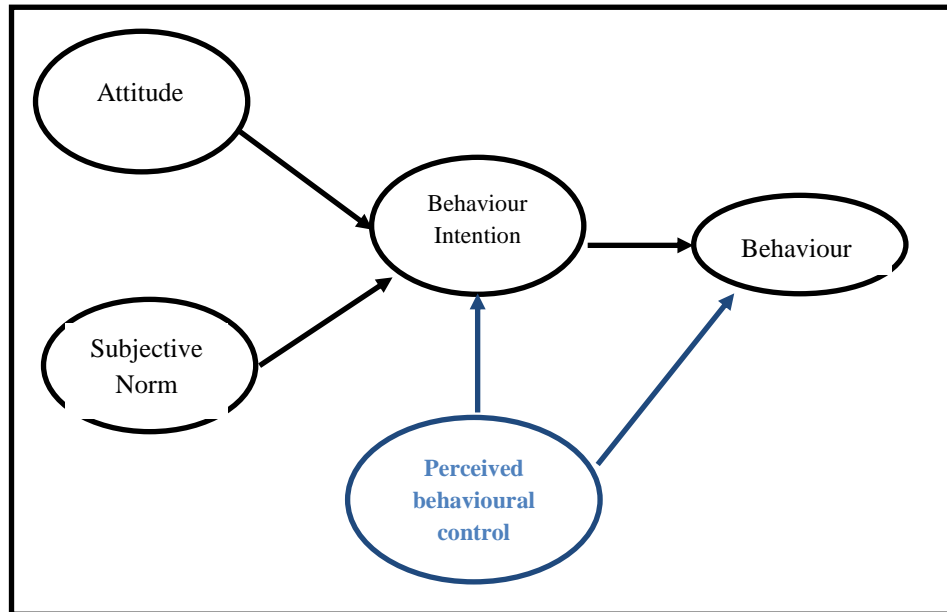 Attitude
Behaviour
Intention
Behaviour
Subjective
Norm
Perceived
behavioural
control